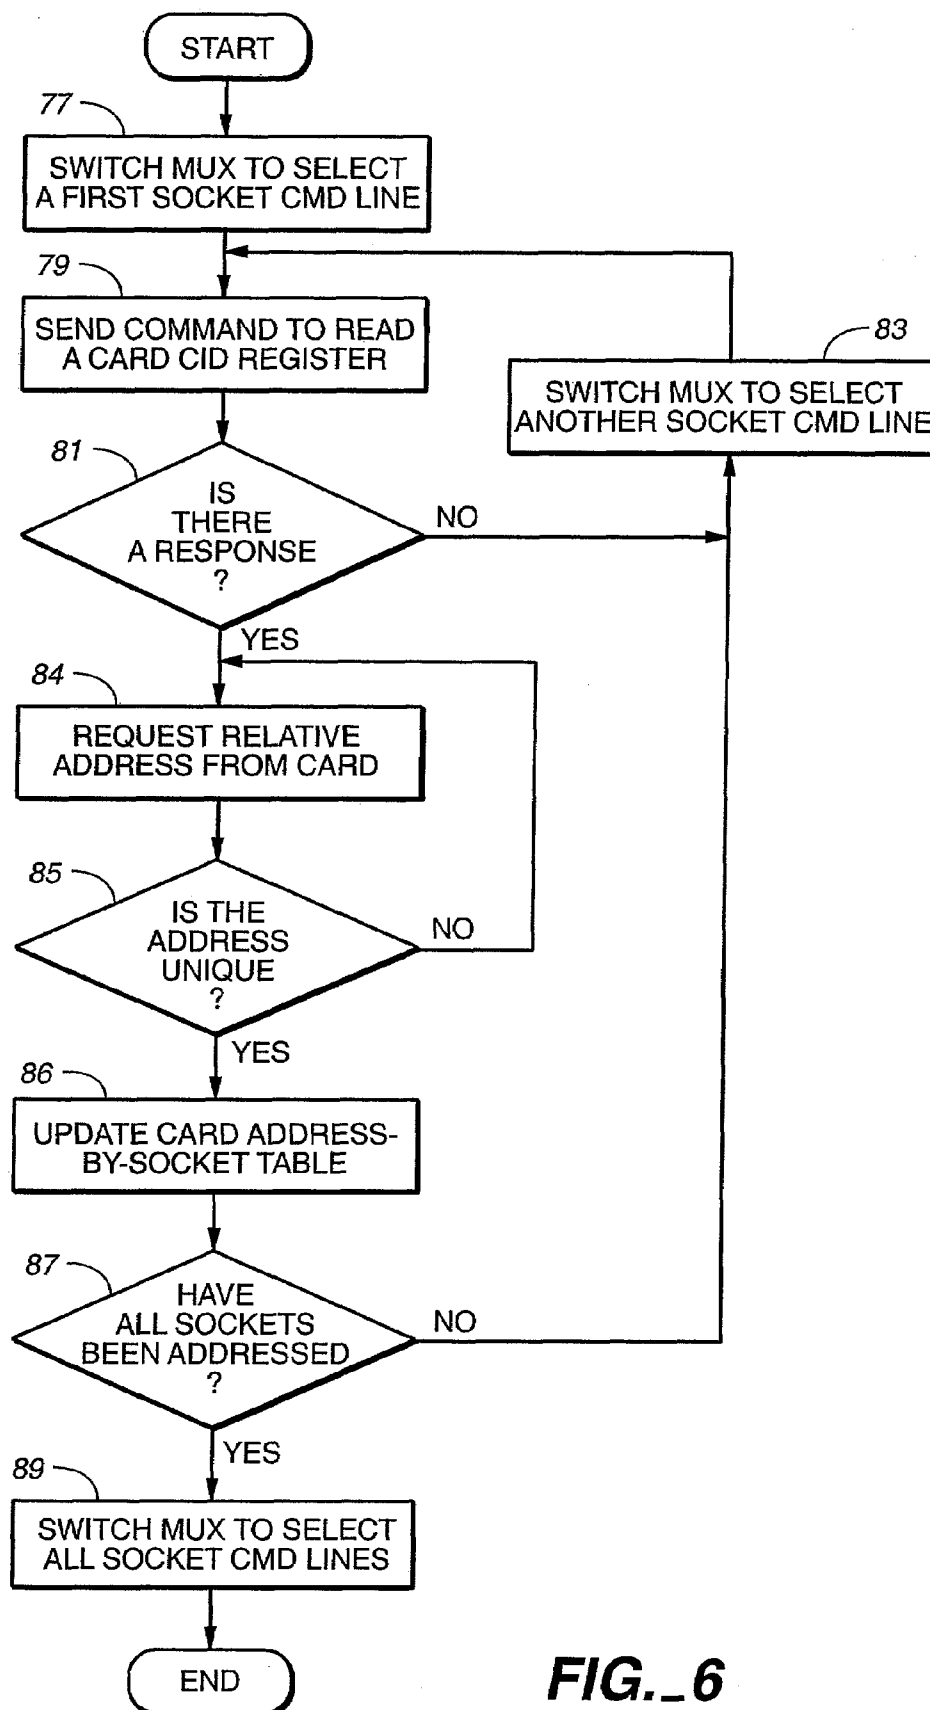 START
77
SWITCH MUX TO SELECT
A FIRST SOCKET CMD LINE
79
SEND COMMAND TO READ
A CARD CID REGISTER
83
SWITCH MUX TO SELECT
ANOTHER SOCKET CMD LINE
81
IS
THERE
A RESPONSE
?
NO
YES
84
REQUEST RELATIVE
ADDRESS FROM CARD
85
IS THE
ADDRESS
UNIQUE
?
NO
YES
86
UPDATE CARD ADDRESS-
BY-SOCKET TABLE
87
HAVE
ALL SOCKETS
BEEN ADDRESSED
?
NO
YES
89
SWITCH MUX TO SELECT
ALL SOCKET CMD LINES
END
FIG._6